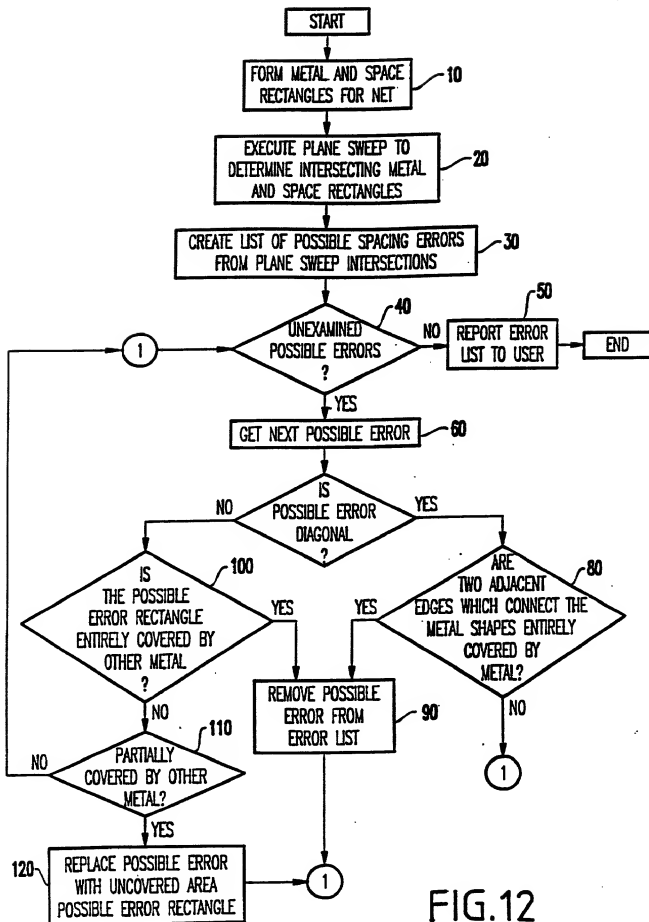 START
FORM METAL AND SPACE
RECTANGLES FOR NET
10
EXECUTE PLANE SWEEP TO
DETERMINE INTERSECTING METAL
AND SPACE RECTANGLES
20
CREATE LIST OF POSSIBLE SPACING ERRORS
FROM PLANE SWEEP INTERSECTIONS
30
1
UNEXAMINED
POSSIBLE ERRORS
?
40
NO
REPORT ERROR
LIST TO USER
50
END
YES
GET NEXT POSSIBLE ERROR
60
IS
POSSIBLE ERROR
DIAGONAL
?
NO
YES
IS
THE POSSIBLE
ERROR RECTANGLE
ENTIRELY COVERED BY
OTHER METAL
?
100
YES
NO
ARE
TWO ADJACENT
EDGES WHICH CONNECT THE
METAL SHAPES ENTIRELY
COVERED BY
METAL?
80
YES
NO
REMOVE POSSIBLE
ERROR FROM
ERROR LIST
90
1
PARTIALLY
COVERED BY OTHER
METAL?
110
NO
YES
120
REPLACE POSSIBLE ERROR
WITH UNCOVERED AREA
POSSIBLE ERROR RECTANGLE
1
FIG.12